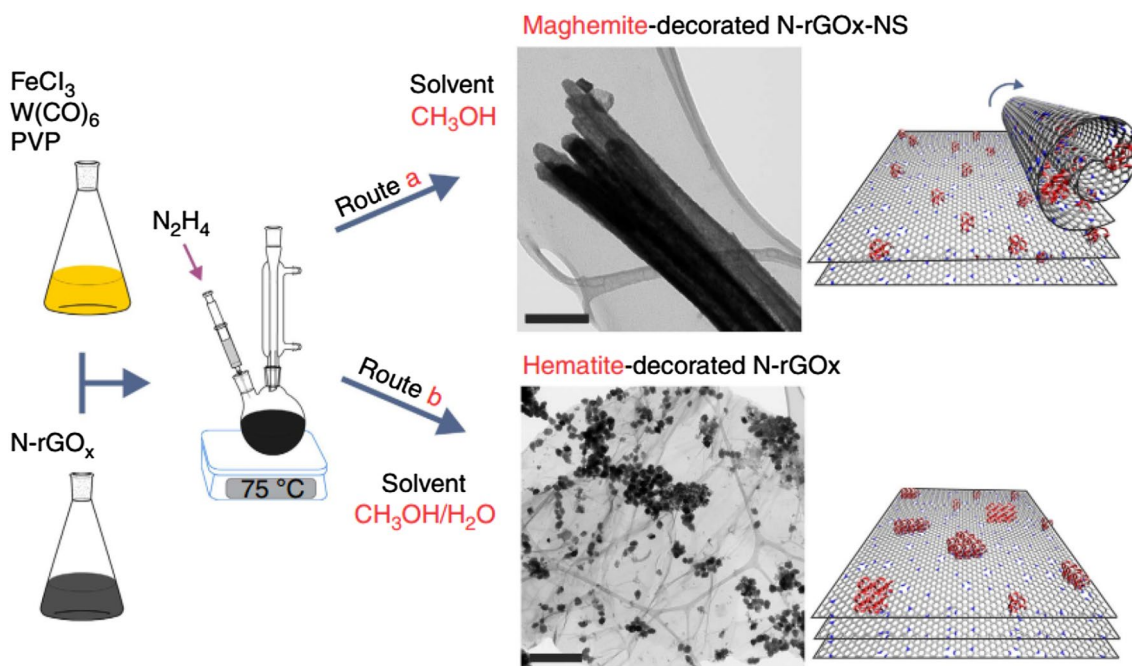 FeCl₃
W(CO)₆
PVP
N₂H₄
N-rGOₓ
75 °C
Route a
Solvent
CH₃OH
Route b
Solvent
CH₃OH/H₂O
Maghemite-decorated N-rGOx-NS
Hematite-decorated N-rGOx